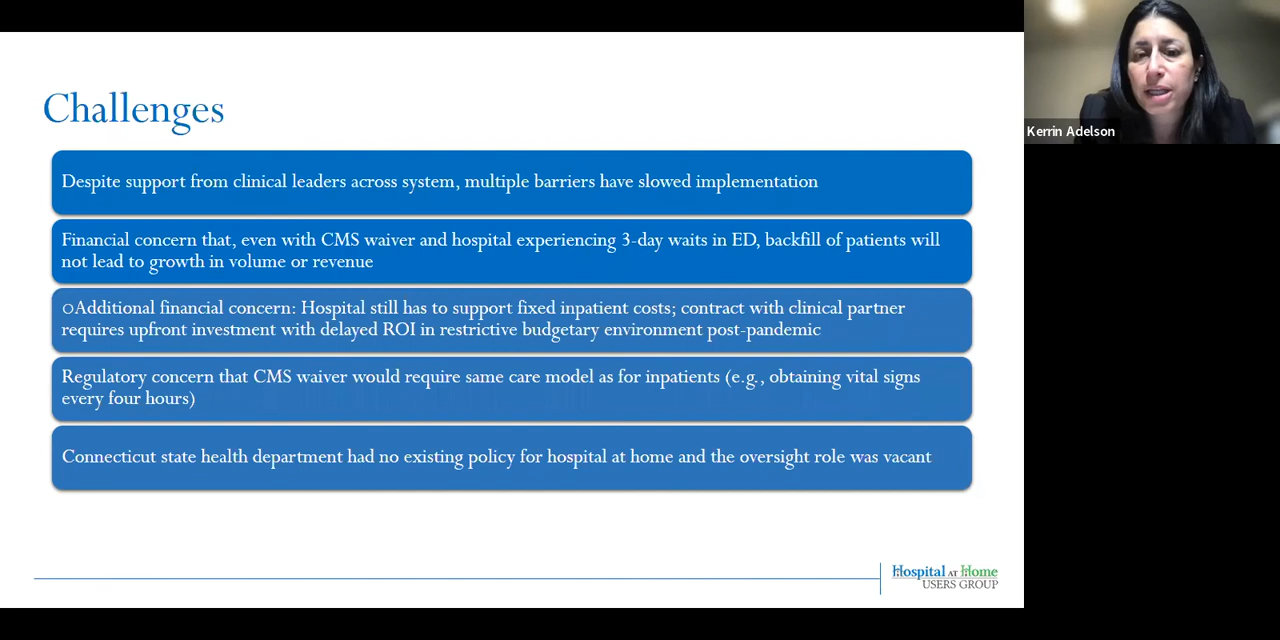 Challenges
Despite support from clinical leaders across system, multiple barriers have slowed implementation
Financial concern that, even with CMS waiver and hospital experiencing 3-day waits in ED, backfill of patients will
not lead to growth in volume or revenue
○Additional financial concern: Hospital still has to support fixed inpatient costs; contract with clinical partner
requires upfront investment with delayed ROI in restrictive budgetary environment post-pandemic
Regulatory concern that CMS waiver would require same care model as for inpatients (e.g., obtaining vital signs
every four hours)
Connecticut state health department had no existing policy for hospital at home and the oversight role was vacant
Hospital AT Home
USERS GROUP
Kerrin Adelson